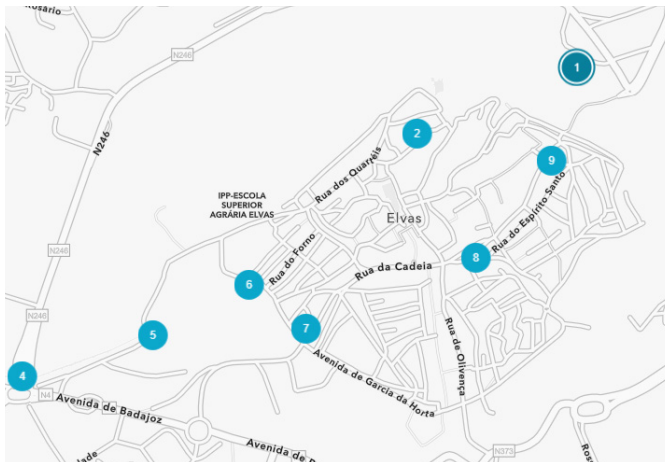 Rosário
N246
1
N246
2
Rua dos Quarteis
9
IPP-ESCOLA
SUPERIOR
AGRÁRIA ELVAS
Elvas
Rua do Espírito Santo
N246
Rua do Forno
Rua da Cadeia
8
6
N246
5
7
Rua de Olivença
Avenida de Garcia da Horta
4
N4
Avenida de Badajoz
Avenida de
N373